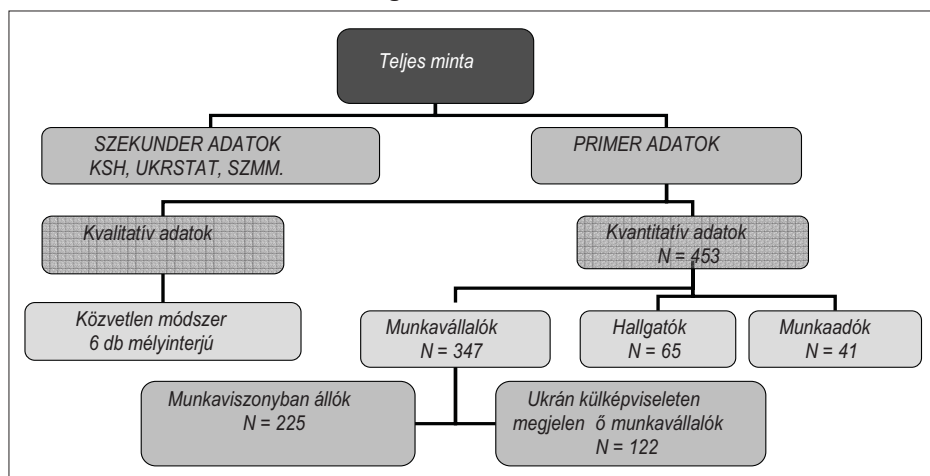 Teljes minta
SZEKUNDER ADATOK
KSH, UKRSTAT, SZMM.
PRIMER ADATOK
Kvalitatív adatok
Kvantitatív adatok
N = 453
Közvetlen módszer
6 db mélyinterjú
Munkavállalók
N = 347
Hallgatók
N = 65
Munkaadók
N = 41
Munkaviszonyban állók
N = 225
Ukrán külképviseleten
megjelen ő munkavállalók
N = 122